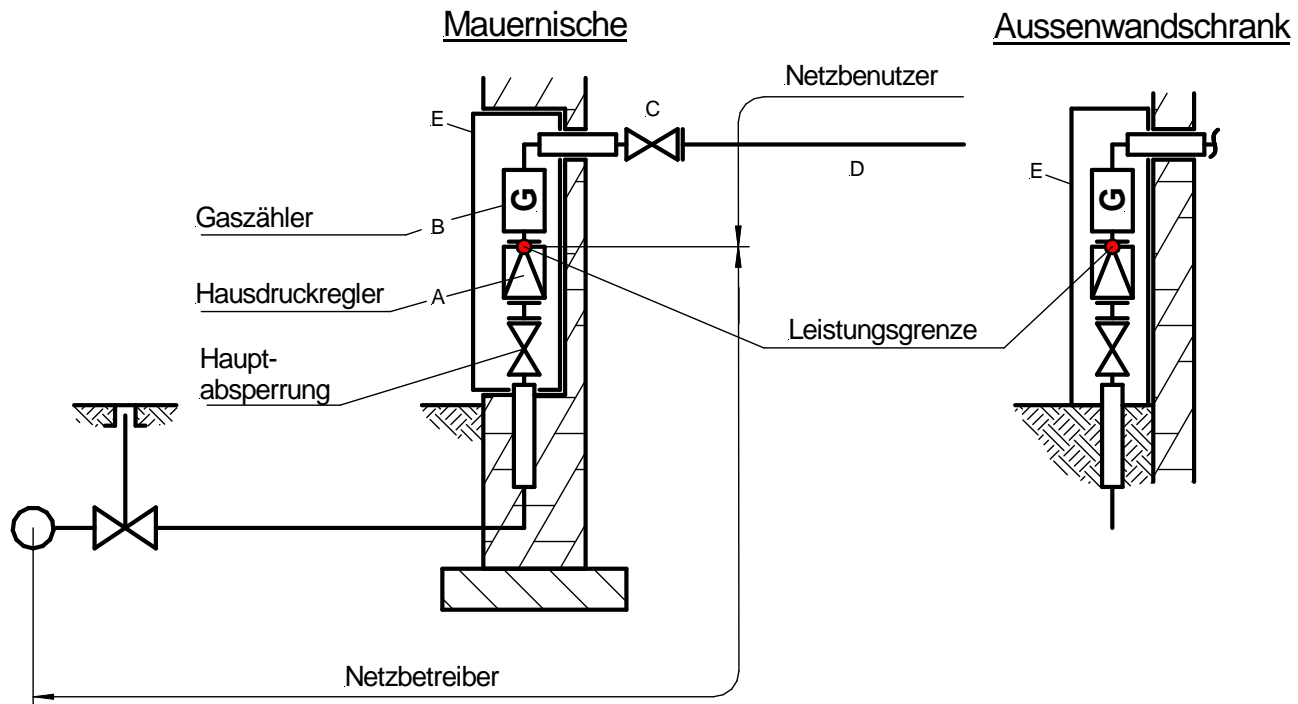 Mauernische
Aussenwandschrank
Netzbenutzer
E
C
D
E
G
G
Gaszähler
B
Hausdruckregler
A
Leistungsgrenze
Haupt-
absperrung
Netzbetreiber